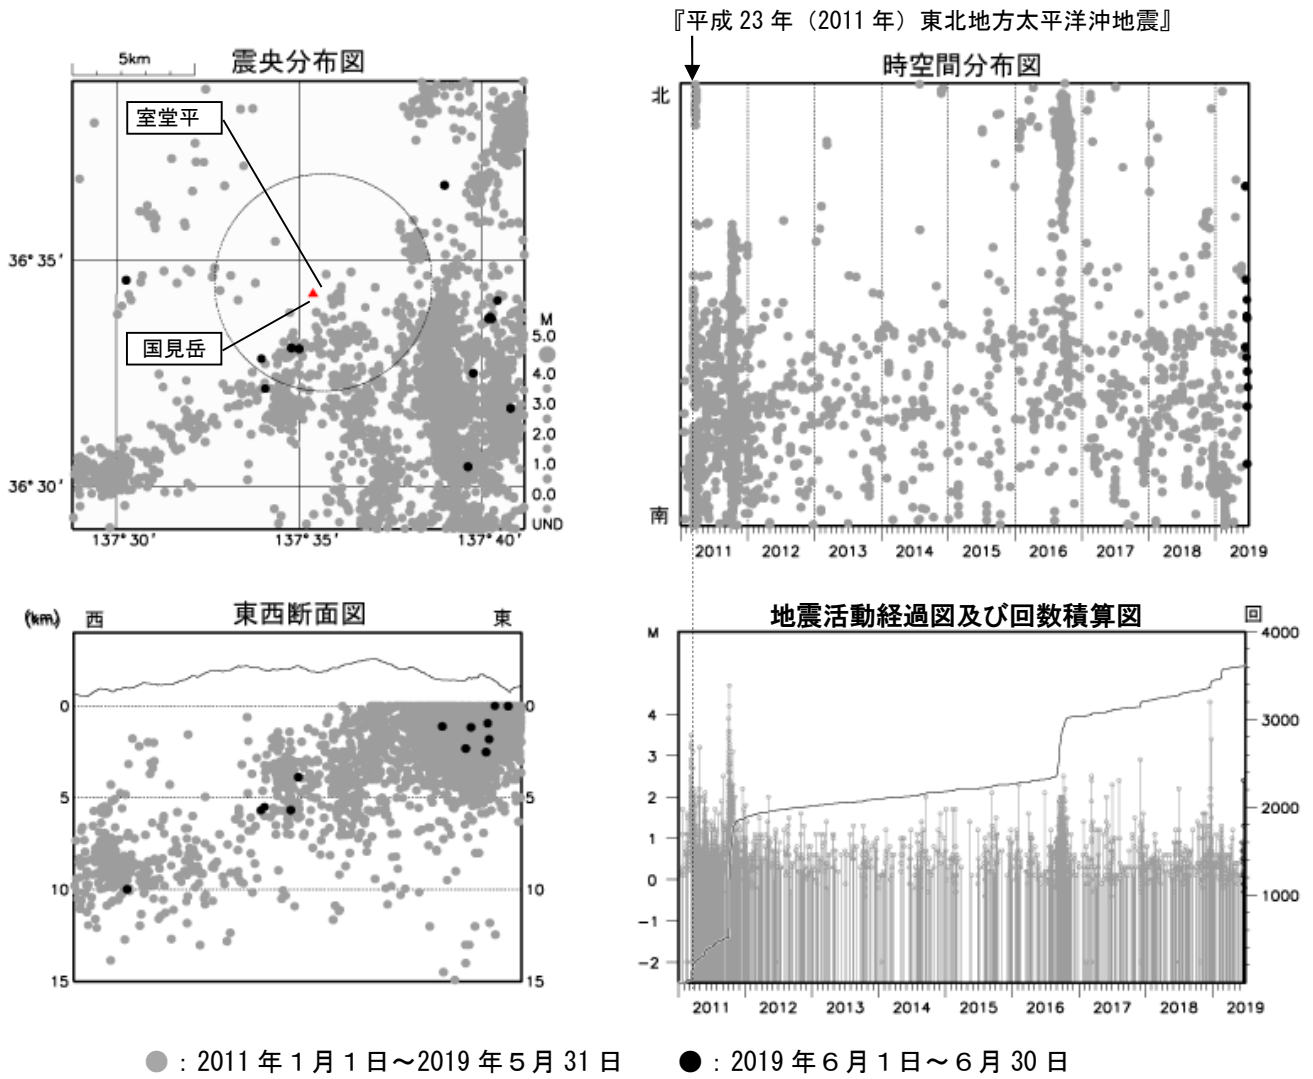 『平成 23 年（2011 年）東北地方太平洋沖地震』
5km
震央分布図
室堂平
国見岳
36°35′
36°30′
137°30′
137°35′
137°40′
M
5.0
4.0
3.0
2.0
1.0
0.0
UND
時空間分布図
北
南
2011
2012
2013
2014
2015
2016
2017
2018
2019
東西断面図
(km)
西
東
0
0
5
5
10
10
15
15
地震活動経過図及び回数積算図
M
回
4
3
2
1
0
-1
-2
4000
3000
2000
1000
2011
2012
2013
2014
2015
2016
2017
2018
2019
●：2011 年１月１日～2019 年５月 31 日
●：2019 年６月１日～６月 30 日